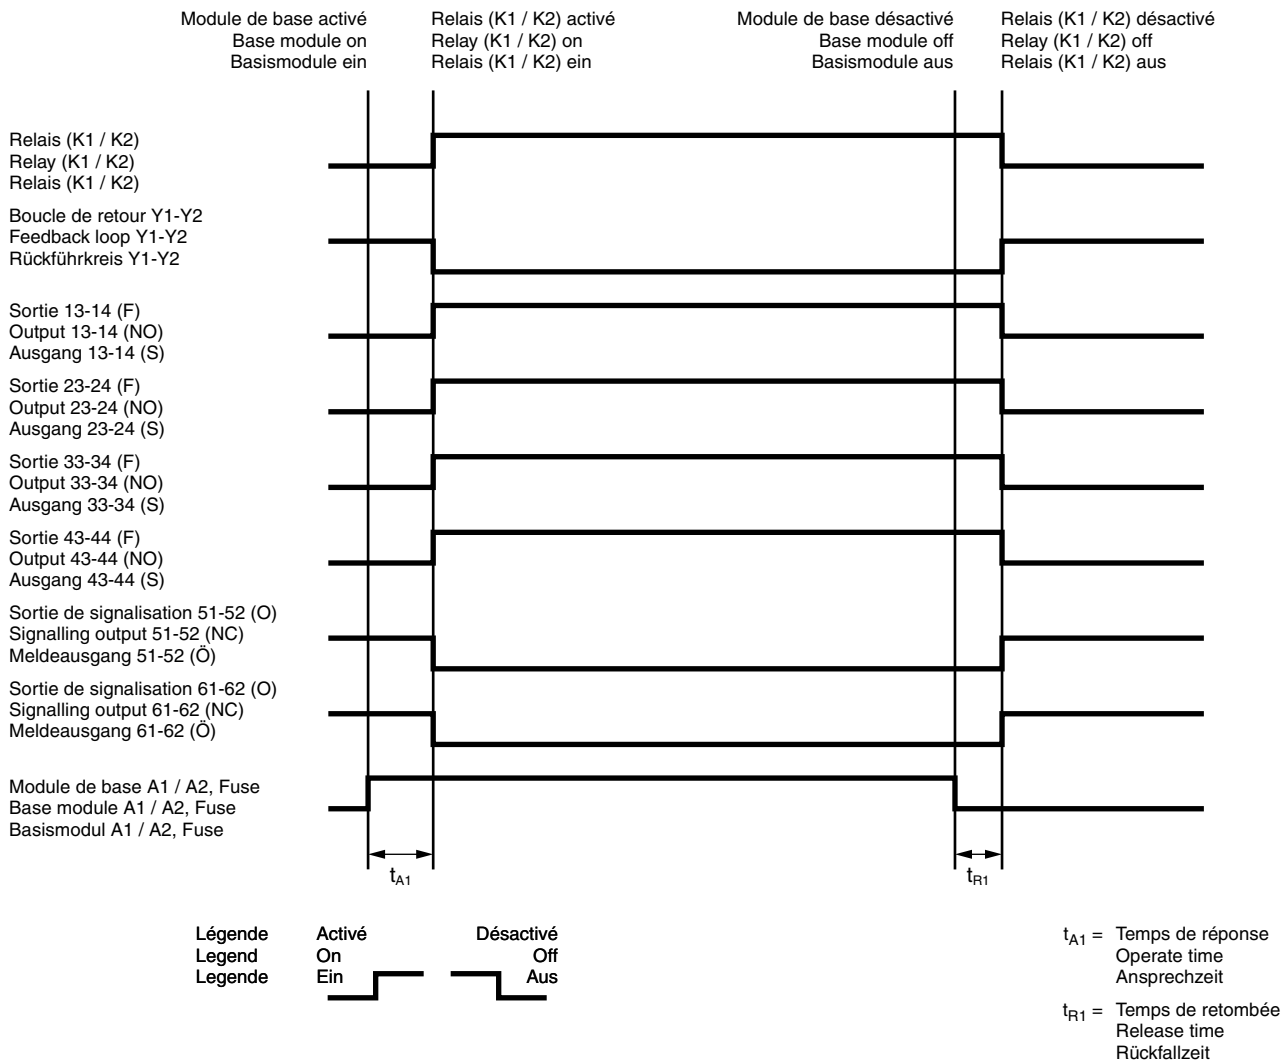 Module de base activé
Base module on
Basismodule ein
Relais (K1 / K2) activé
Relay (K1 / K2) on
Relais (K1 / K2) ein
Module de base désactivé
Base module off
Basismodule aus
Relais (K1 / K2) désactivé
Relay (K1 / K2) off
Relais (K1 / K2) aus
Relais (K1 / K2)
Relay (K1 / K2)
Relais (K1 / K2)
Boucle de retour Y1-Y2
Feedback loop Y1-Y2
Rückführkreis Y1-Y2
Sortie 13-14 (F)
Output 13-14 (NO)
Ausgang 13-14 (S)
Sortie 23-24 (F)
Output 23-24 (NO)
Ausgang 23-24 (S)
Sortie 33-34 (F)
Output 33-34 (NO)
Ausgang 33-34 (S)
Sortie 43-44 (F)
Output 43-44 (NO)
Ausgang 43-44 (S)
Sortie de signalisation 51-52 (O)
Signalling output 51-52 (NC)
Meldeausgang 51-52 (Ö)
Sortie de signalisation 61-62 (O)
Signalling output 61-62 (NC)
Meldeausgang 61-62 (Ö)
Module de base A1 / A2, Fuse
Base module A1 / A2, Fuse
Basismodul A1 / A2, Fuse
tA1
tR1
Légende Activé Désactivé
Legend On Off
Legende Ein Aus
tA1 = Temps de réponse
Operate time
Ansprechzeit
tR1 = Temps de retombée
Release time
Rückfallzeit